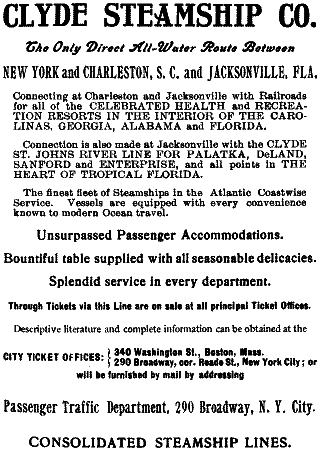 CLYDE STEAMSHIP CO.
The Only Direct All-Water Route Between
NEW YORK and CHARLESTON, S. C. and JACKSONVILLE, FLA.
Connecting at Charleston and Jacksonville with Railroads
for all of the CELEBRATED HEALTH and RECREA-
TION RESORTS IN THE INTERIOR OF THE CARO-
LINAS, GEORGIA, ALABAMA and FLORIDA.
Connection is also made at Jacksonville with the CLYDE
ST. JOHNS RIVER LINE FOR PALATKA, DeLAND,
SANFORD and ENTERPRISE, and all points in THE
HEART OF TROPICAL FLORIDA.
The finest fleet of Steamships in the Atlantic Coastwise
Service. Vessels are equipped with every convenience
known to modern Ocean travel.
Unsurpassed Passenger Accommodations.
Bountiful table supplied with all seasonable delicacies.
Splendid service in every department.
Through Tickets via this Line are on sale at all principal Ticket Offices.
Descriptive literature and complete information can be obtained at the
CITY TICKET OFFICES: } 340 Washington St., Boston, Mass.
} 290 Broadway, cor. Reade St., New York City; or
will be furnished by mail by addressing
Passenger Traffic Department, 290 Broadway, N. Y. City.
CONSOLIDATED STEAMSHIP LINES.